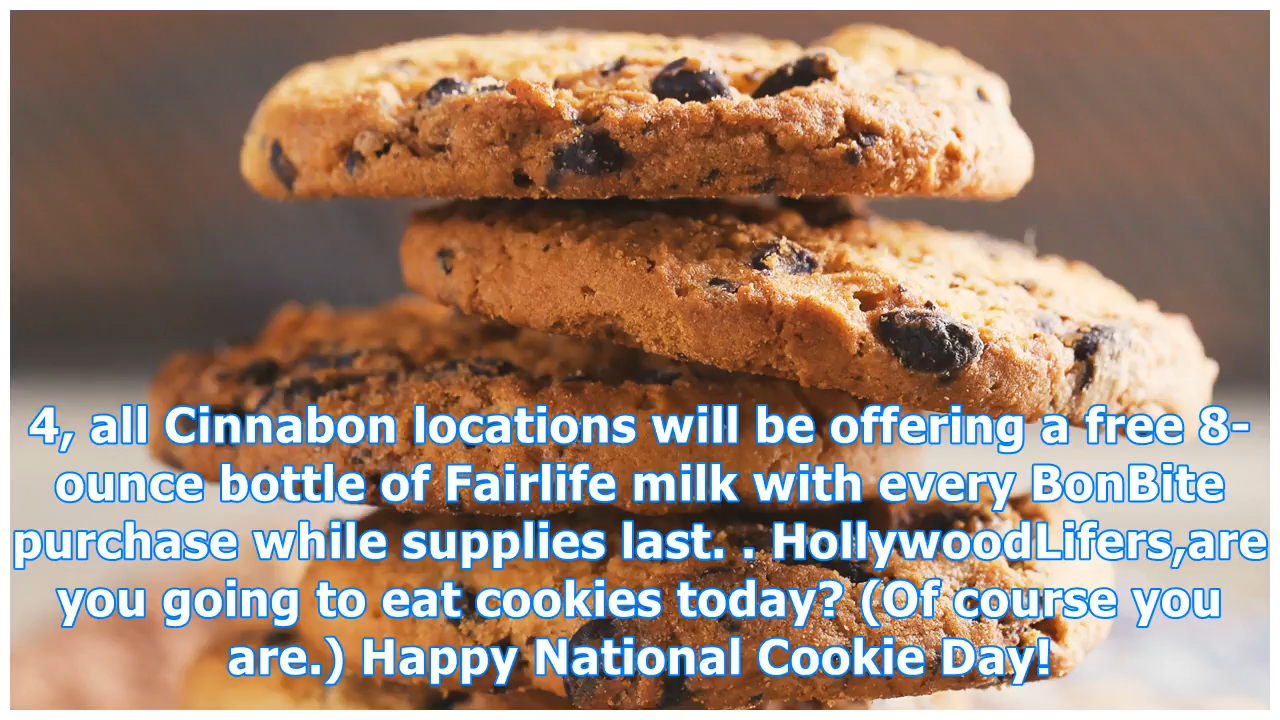 4, all Cinnabon locations will be offering a free 8-
ounce bottle of Fairlife milk with every BonBite
purchase while supplies last. . HollywoodLifers,are
you going to eat cookies today? (Of course you
are.) Happy National Cookie Day!